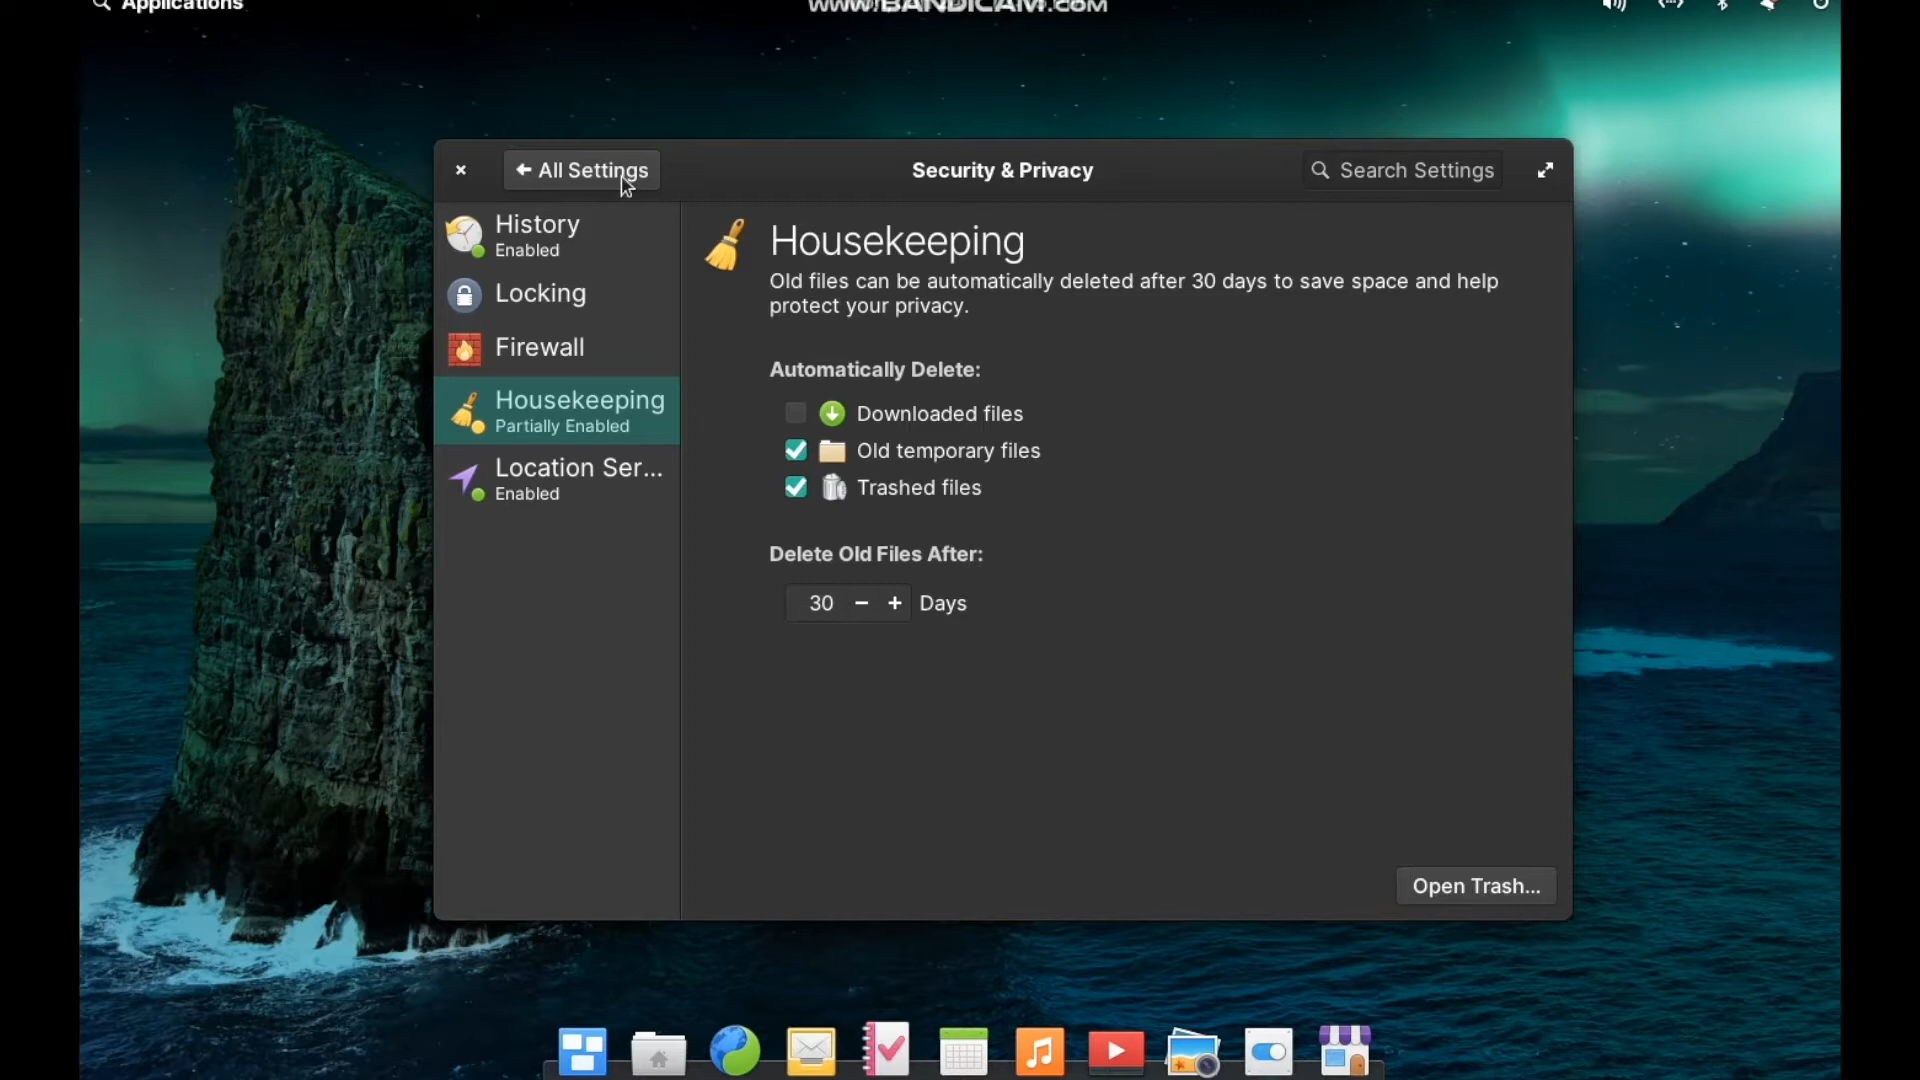 Applications
www.BANDICAM.com
All Settings
Security & Privacy
Search Settings
History
Enabled
Locking
Firewall
Housekeeping
Partially Enabled
Location Ser...
Enabled
Housekeeping
Old files can be automatically deleted after 30 days to save space and help
protect your privacy.
Automatically Delete:
Downloaded files
Old temporary files
Trashed files
Delete Old Files After:
30 − + Days
Open Trash...